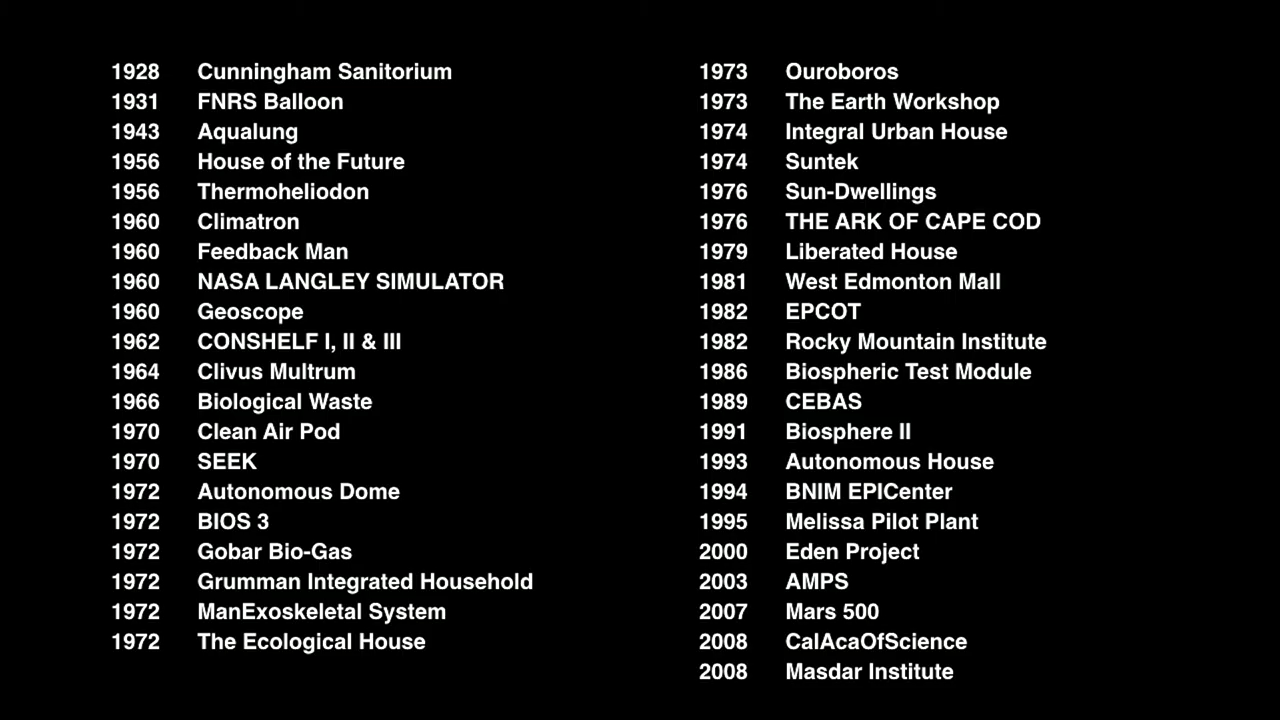 1928 Cunningham Sanitorium
1931 FNRS Balloon
1943 Aqualung
1956 House of the Future
1956 Thermoheliodon
1960 Climatron
1960 Feedback Man
1960 NASA LANGLEY SIMULATOR
1960 Geoscope
1962 CONSHELF I, II & III
1964 Clivus Multrum
1966 Biological Waste
1970 Clean Air Pod
1970 SEEK
1972 Autonomous Dome
1972 BIOS 3
1972 Gobar Bio-Gas
1972 Grumman Integrated Household
1972 ManExoskeletal System
1972 The Ecological House
1973 Ouroboros
1973 The Earth Workshop
1974 Integral Urban House
1974 Suntek
1976 Sun-Dwellings
1976 THE ARK OF CAPE COD
1979 Liberated House
1981 West Edmonton Mall
1982 EPCOT
1982 Rocky Mountain Institute
1986 Biospheric Test Module
1989 CEBAS
1991 Biosphere II
1993 Autonomous House
1994 BNIM EPICenter
1995 Melissa Pilot Plant
2000 Eden Project
2003 AMPS
2007 Mars 500
2008 CalAcaOfScience
2008 Masdar Institute